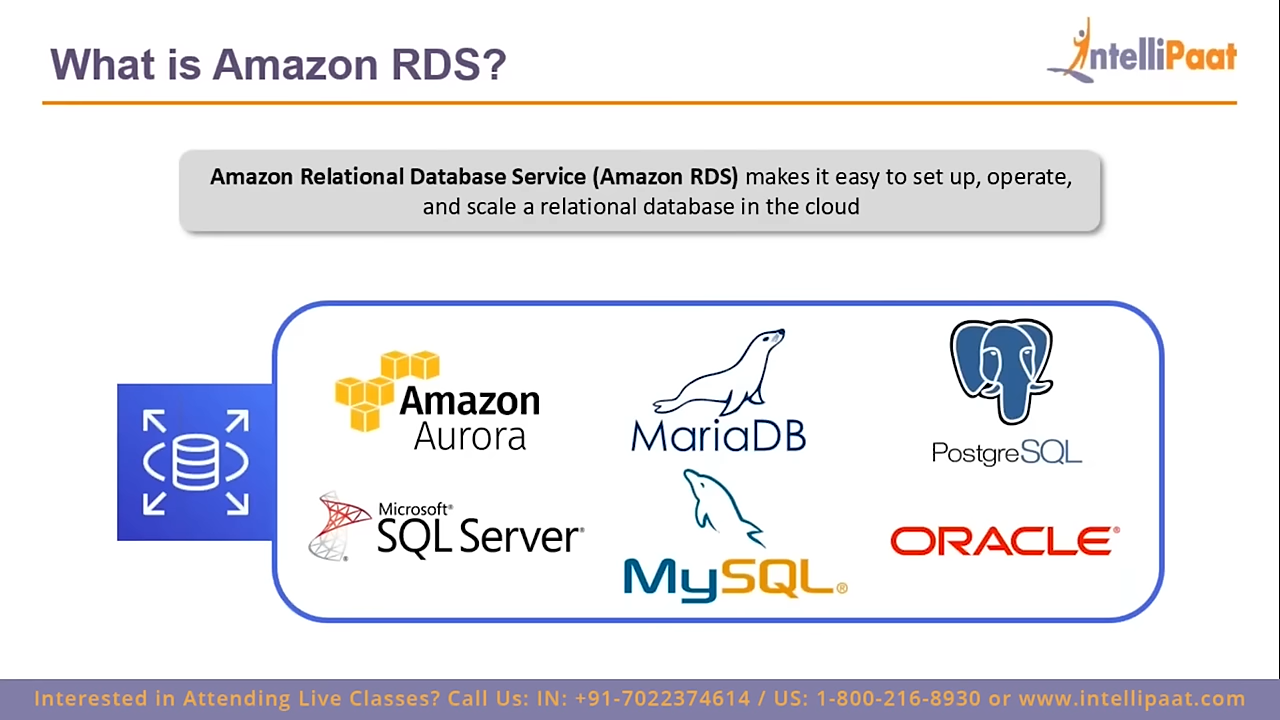 What is Amazon RDS?
IntelliPaat
Amazon Relational Database Service (Amazon RDS) makes it easy to set up, operate,
and scale a relational database in the cloud
Amazon
Aurora
MariaDB
PostgreSQL
Microsoft®
SQL Server®
MySQL®
ORACLE®
Interested in Attending Live Classes? Call Us: IN: +91-7022374614 / US: 1-800-216-8930 or www.intellipaat.com